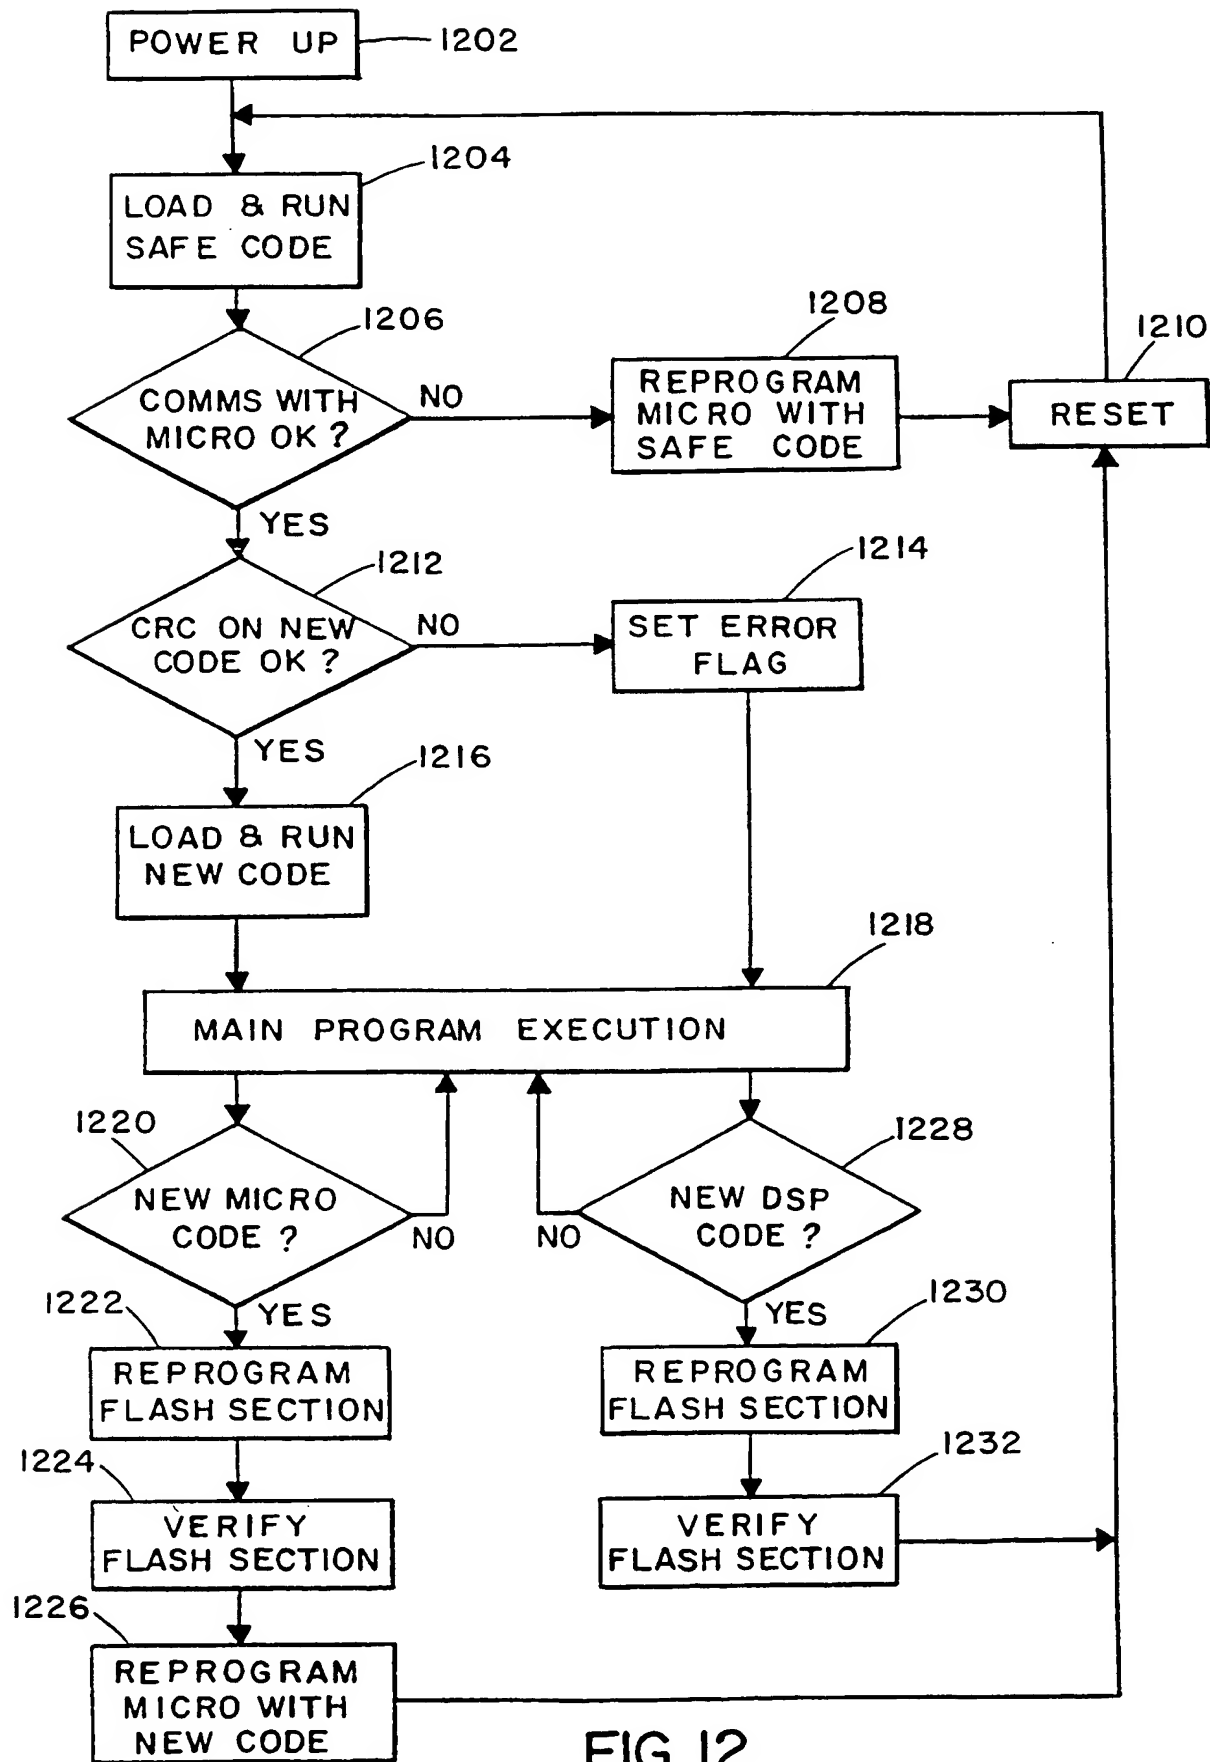 POWER UP
1202
1204
LOAD & RUN
SAFE CODE
1206
COMMS WITH
MICRO OK ?
NO
1208
REPROGRAM
MICRO WITH
SAFE CODE
1210
RESET
YES
1212
CRC ON NEW
CODE OK ?
NO
1214
SET ERROR
FLAG
YES
1216
LOAD & RUN
NEW CODE
1218
MAIN PROGRAM EXECUTION
1220
NEW MICRO
CODE ?
NO
1228
NEW DSP
CODE ?
NO
1222
YES
REPROGRAM
FLASH SECTION
1230
YES
REPROGRAM
FLASH SECTION
1224
VERIFY
FLASH SECTION
1232
VERIFY
FLASH SECTION
1226
REPROGRAM
MICRO WITH
NEW CODE
FIG. 12